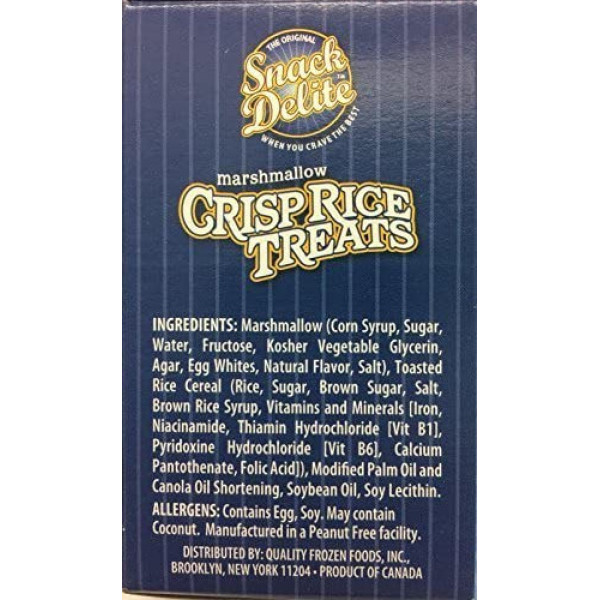 THE ORIGINAL
Snack
Delite™
WHEN YOU CRAVE THE BEST
marshmallow
CRISP RICE
TREATS
INGREDIENTS: Marshmallow (Corn Syrup, Sugar,
Water, Fructose, Kosher Vegetable Glycerin,
Agar, Egg Whites, Natural Flavor, Salt), Toasted
Rice Cereal (Rice, Sugar, Brown Sugar, Salt,
Brown Rice Syrup, Vitamins and Minerals [Iron,
Niacinamide, Thiamin Hydrochloride [Vit B1],
Pyridoxine Hydrochloride [Vit B6], Calcium
Pantothenate, Folic Acid]), Modified Palm Oil and
Canola Oil Shortening, Soybean Oil, Soy Lecithin.
ALLERGENS: Contains Egg, Soy. May contain
Coconut. Manufactured in a Peanut Free facility.
DISTRIBUTED BY: QUALITY FROZEN FOODS, INC.,
BROOKLYN, NEW YORK 11204 • PRODUCT OF CANADA